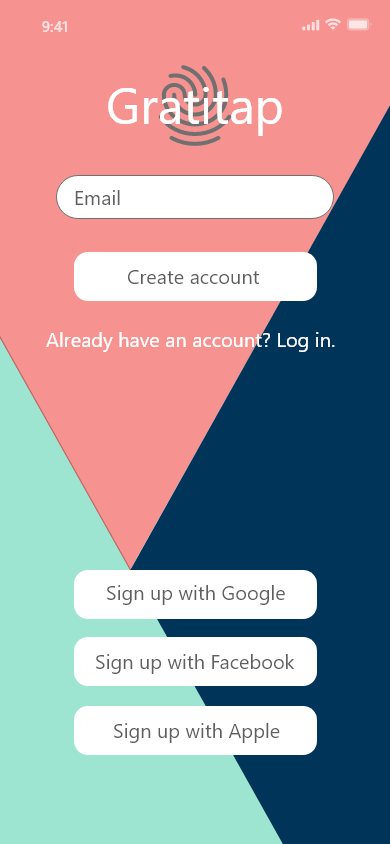 9:41
Gratitap
Email
Create account
Already have an account? Log in.
Sign up with Google
Sign up with Facebook
Sign up with Apple